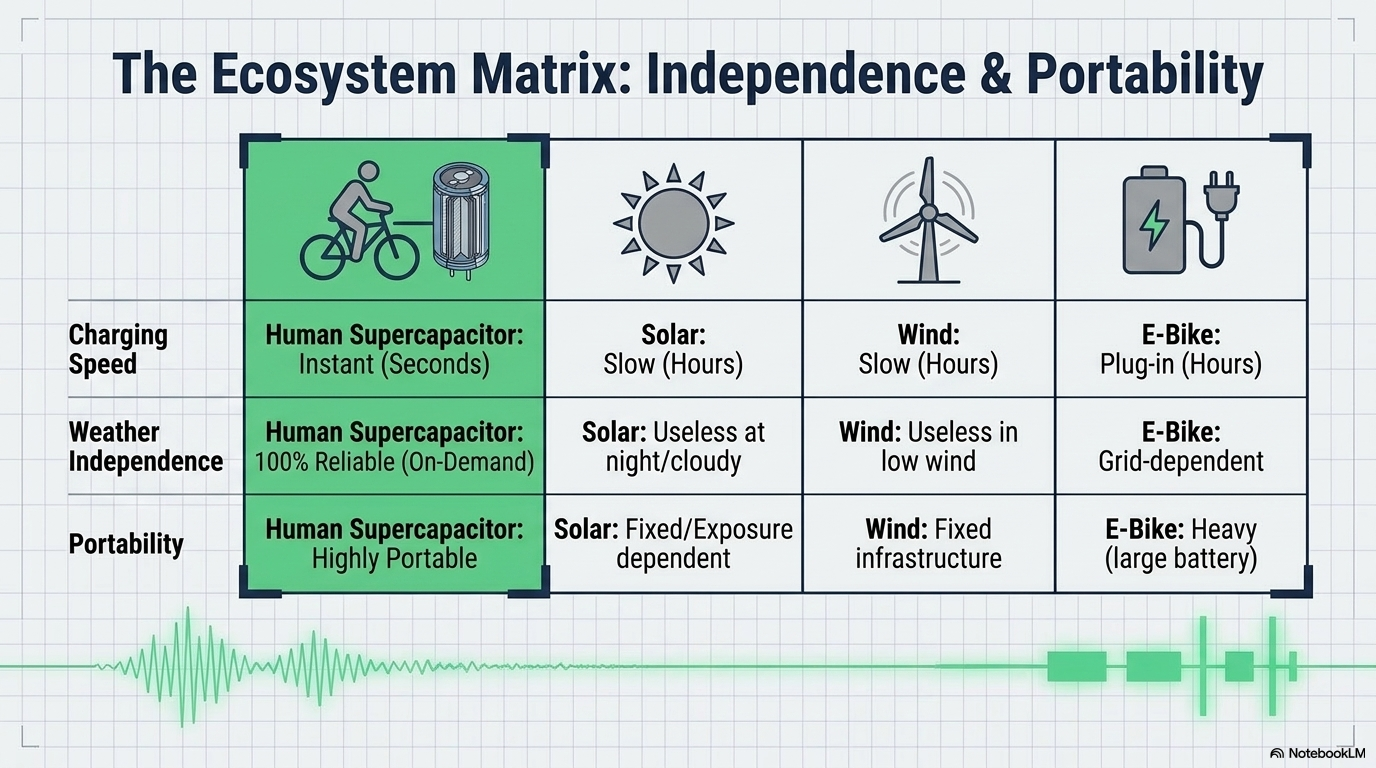 The Ecosystem Matrix: Independence & Portability
Charging
Speed
Human Supercapacitor:
Instant (Seconds)
Solar:
Slow (Hours)
Wind:
Slow (Hours)
E-Bike:
Plug-in (Hours)
Weather
Independence
Human Supercapacitor:
100% Reliable (On-Demand)
Solar: Useless at
night/cloudy
Wind: Useless in
low wind
E-Bike:
Grid-dependent
Portability
Human Supercapacitor:
Highly Portable
Solar: Fixed/Exposure
dependent
Wind: Fixed
infrastructure
E-Bike: Heavy
(large battery)
NotebookLM